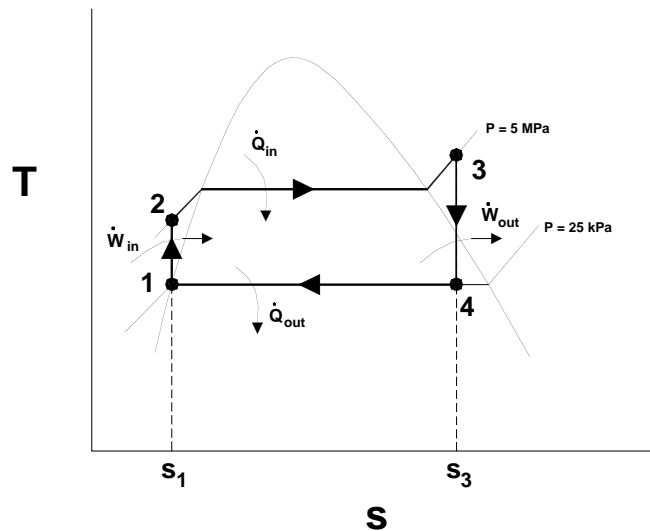 P = 5 MPa
Q̇in
T
3
2
Ẇout
Ẇin
P = 25 kPa
1
Q̇out
4
s1
s3
s